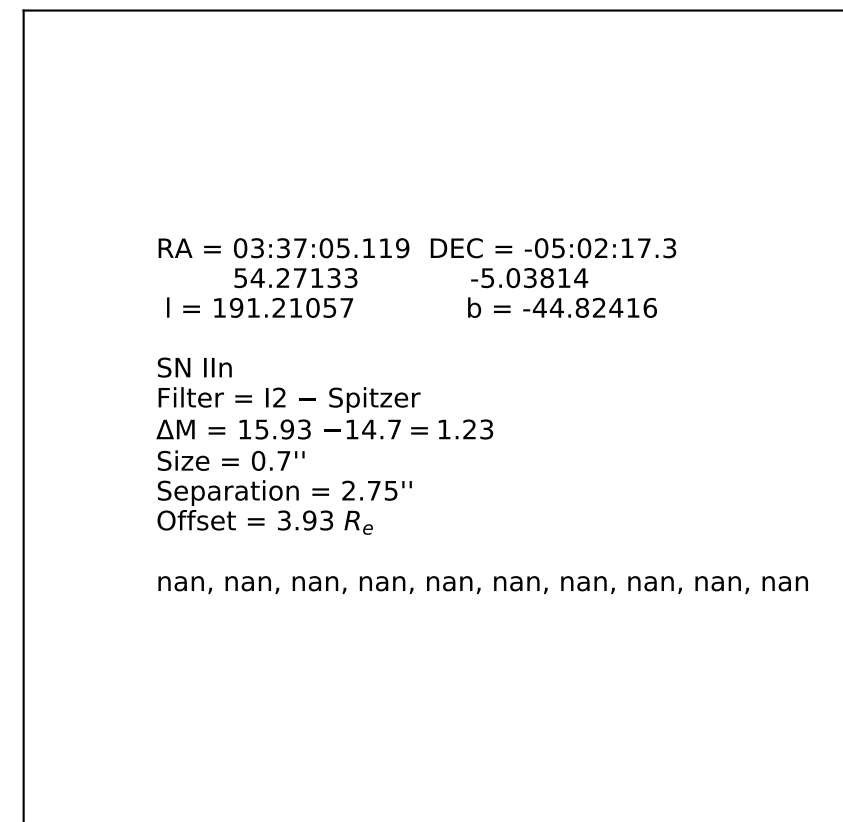 RA = 03:37:05.119 DEC = -05:02:17.3
54.27133 -5.03814
l = 191.21057 b = -44.82416
SN IIn
Filter = I2 − Spitzer
ΔM = 15.93 −14.7 = 1.23
Size = 0.7''
Separation = 2.75''
Offset = 3.93 Rₑ
nan, nan, nan, nan, nan, nan, nan, nan, nan, nan